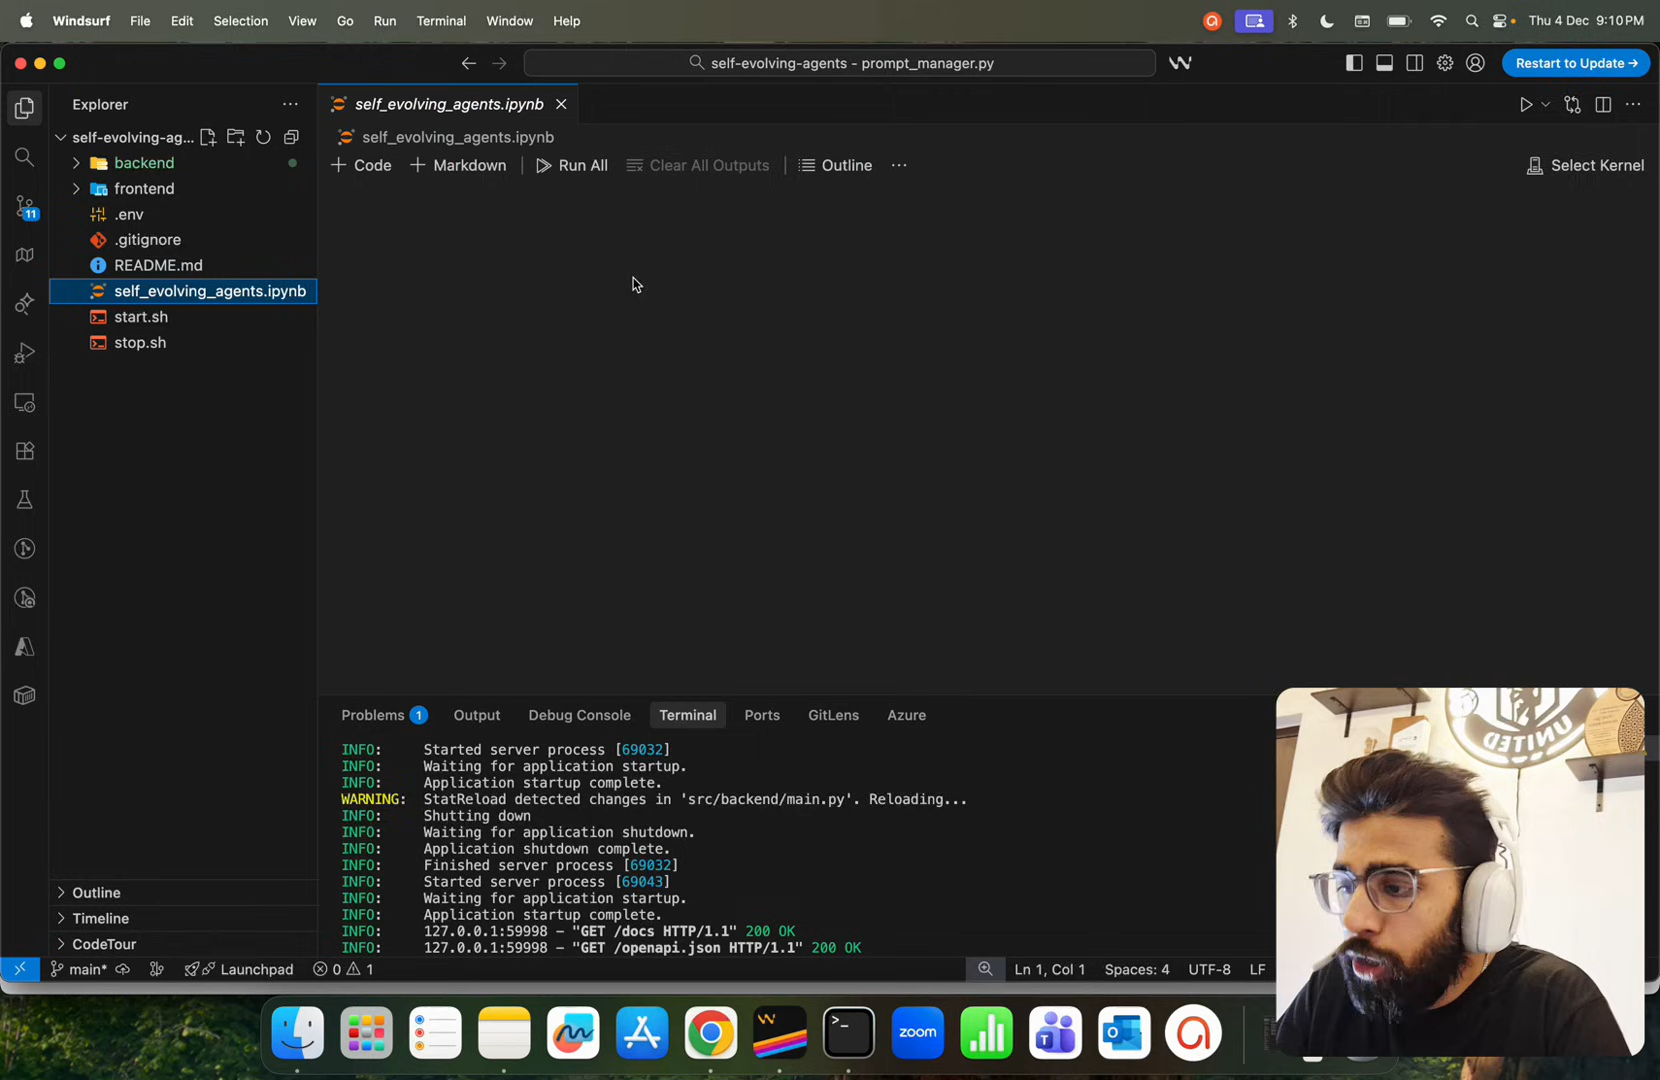 Windsurf File Edit Selection View Go Run Terminal Window Help Thu 4 Dec 9:10 PM
self-evolving-agents - prompt_manager.py Restart to Update →
Explorer self_evolving_agents.ipynb
self-evolving-ag... self_evolving_agents.ipynb
backend
Code Markdown Run All Clear All Outputs Outline Select Kernel
frontend
.env
11
.gitignore
README.md
self_evolving_agents.ipynb
start.sh
stop.sh
Problems 1 Output Debug Console Terminal Ports GitLens Azure
INFO: Started server process [69032]
INFO: Waiting for application startup.
INFO: Application startup complete.
WARNING: StatReload detected changes in 'src/backend/main.py'. Reloading...
INFO: Shutting down
INFO: Waiting for application shutdown.
INFO: Application shutdown complete.
INFO: Finished server process [69032]
INFO: Started server process [69043]
INFO: Waiting for application startup.
INFO: Application startup complete.
INFO: 127.0.0.1:59998 - "GET /docs HTTP/1.1" 200 OK
INFO: 127.0.0.1:59998 - "GET /openapi.json HTTP/1.1" 200 OK
Outline
Timeline
CodeTour
main* Launchpad 0 1 Ln 1, Col 1 Spaces: 4 UTF-8 LF
zoom
UNITED